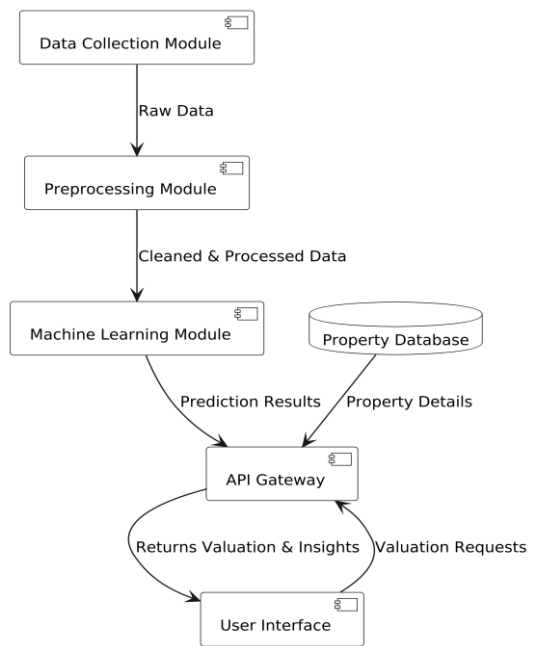 Data Collection Module
Raw Data
Preprocessing Module
Cleaned & Processed Data
Machine Learning Module
Property Database
Prediction Results
Property Details
API Gateway
Returns Valuation & Insights
Valuation Requests
User Interface